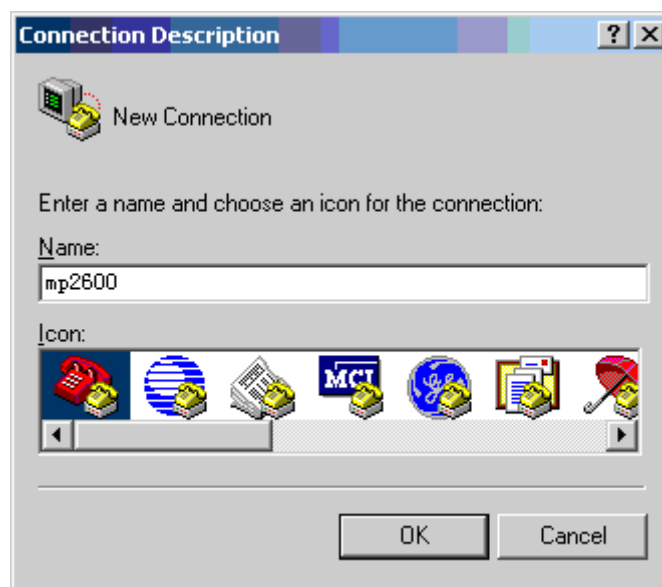 Connection Description
New Connection
Enter a name and choose an icon for the connection:
Name:
mp2600
Icon:
MCI
OK Cancel